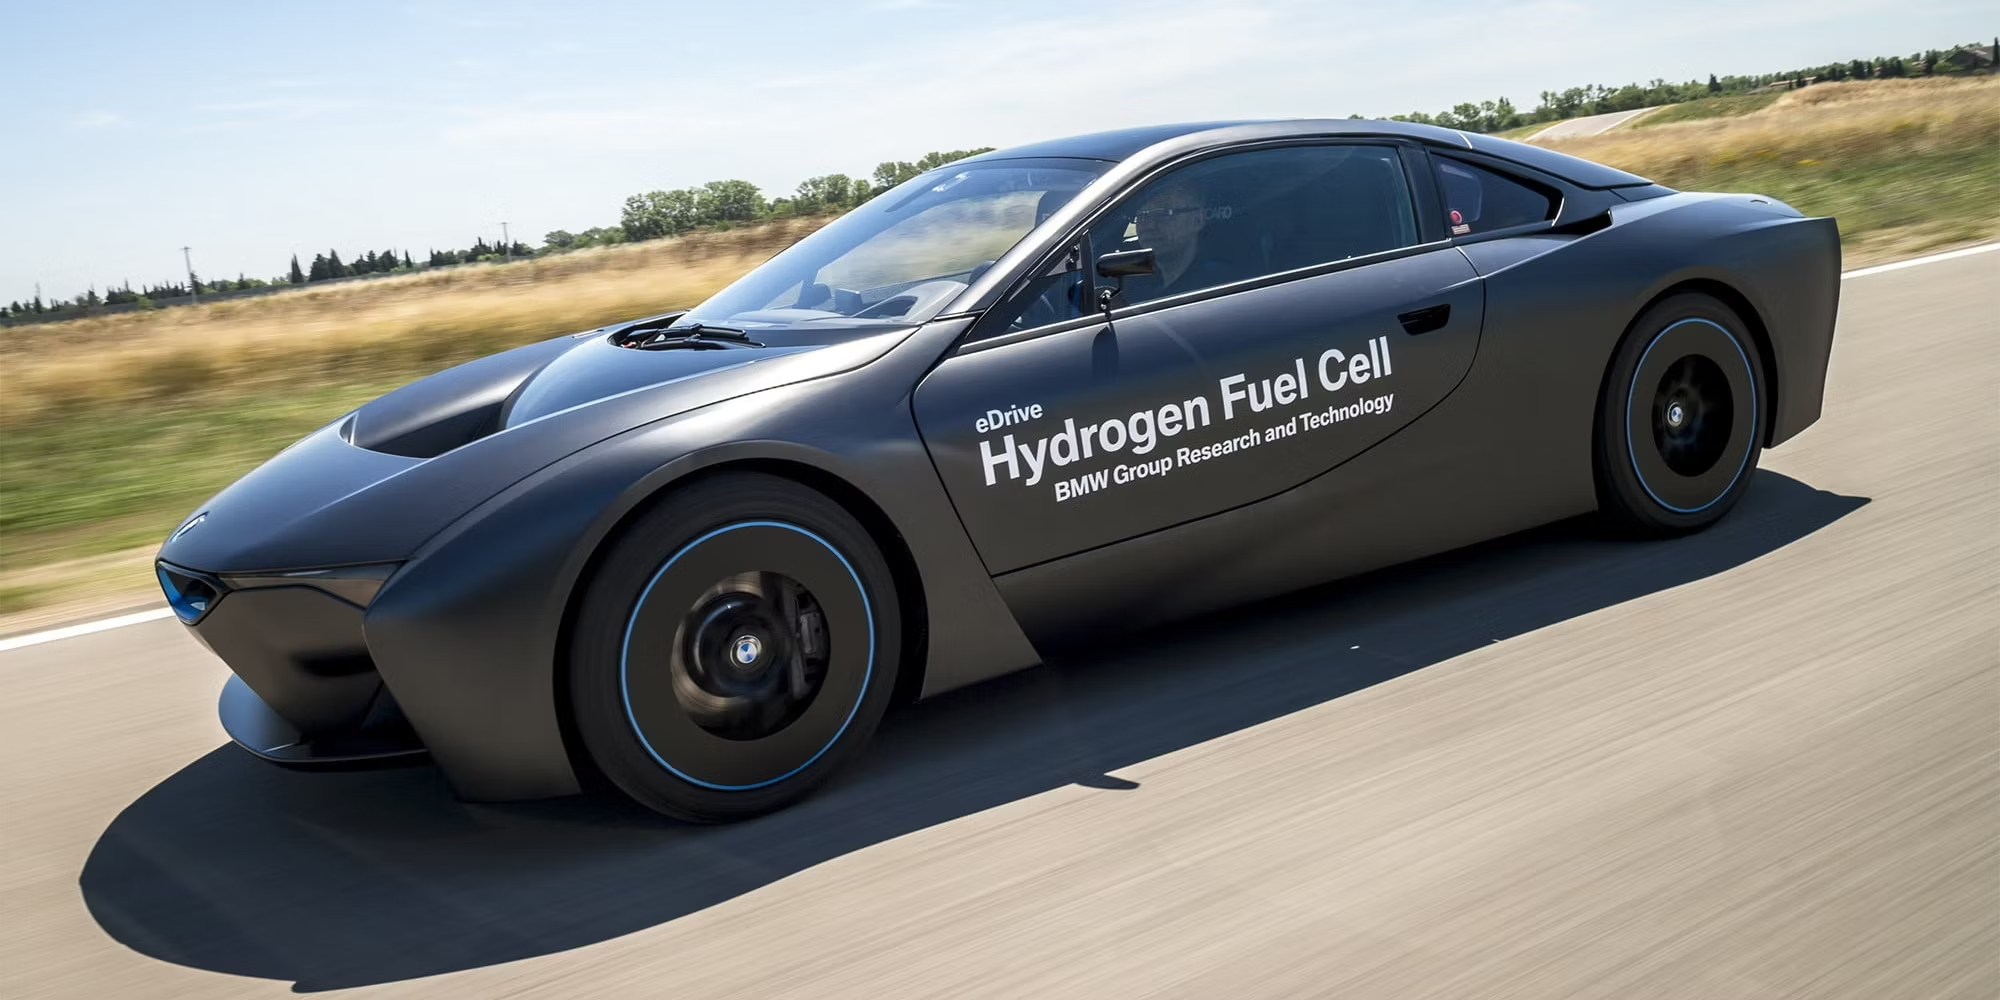 eDrive
Hydrogen Fuel Cell
BMW Group Research and Technology